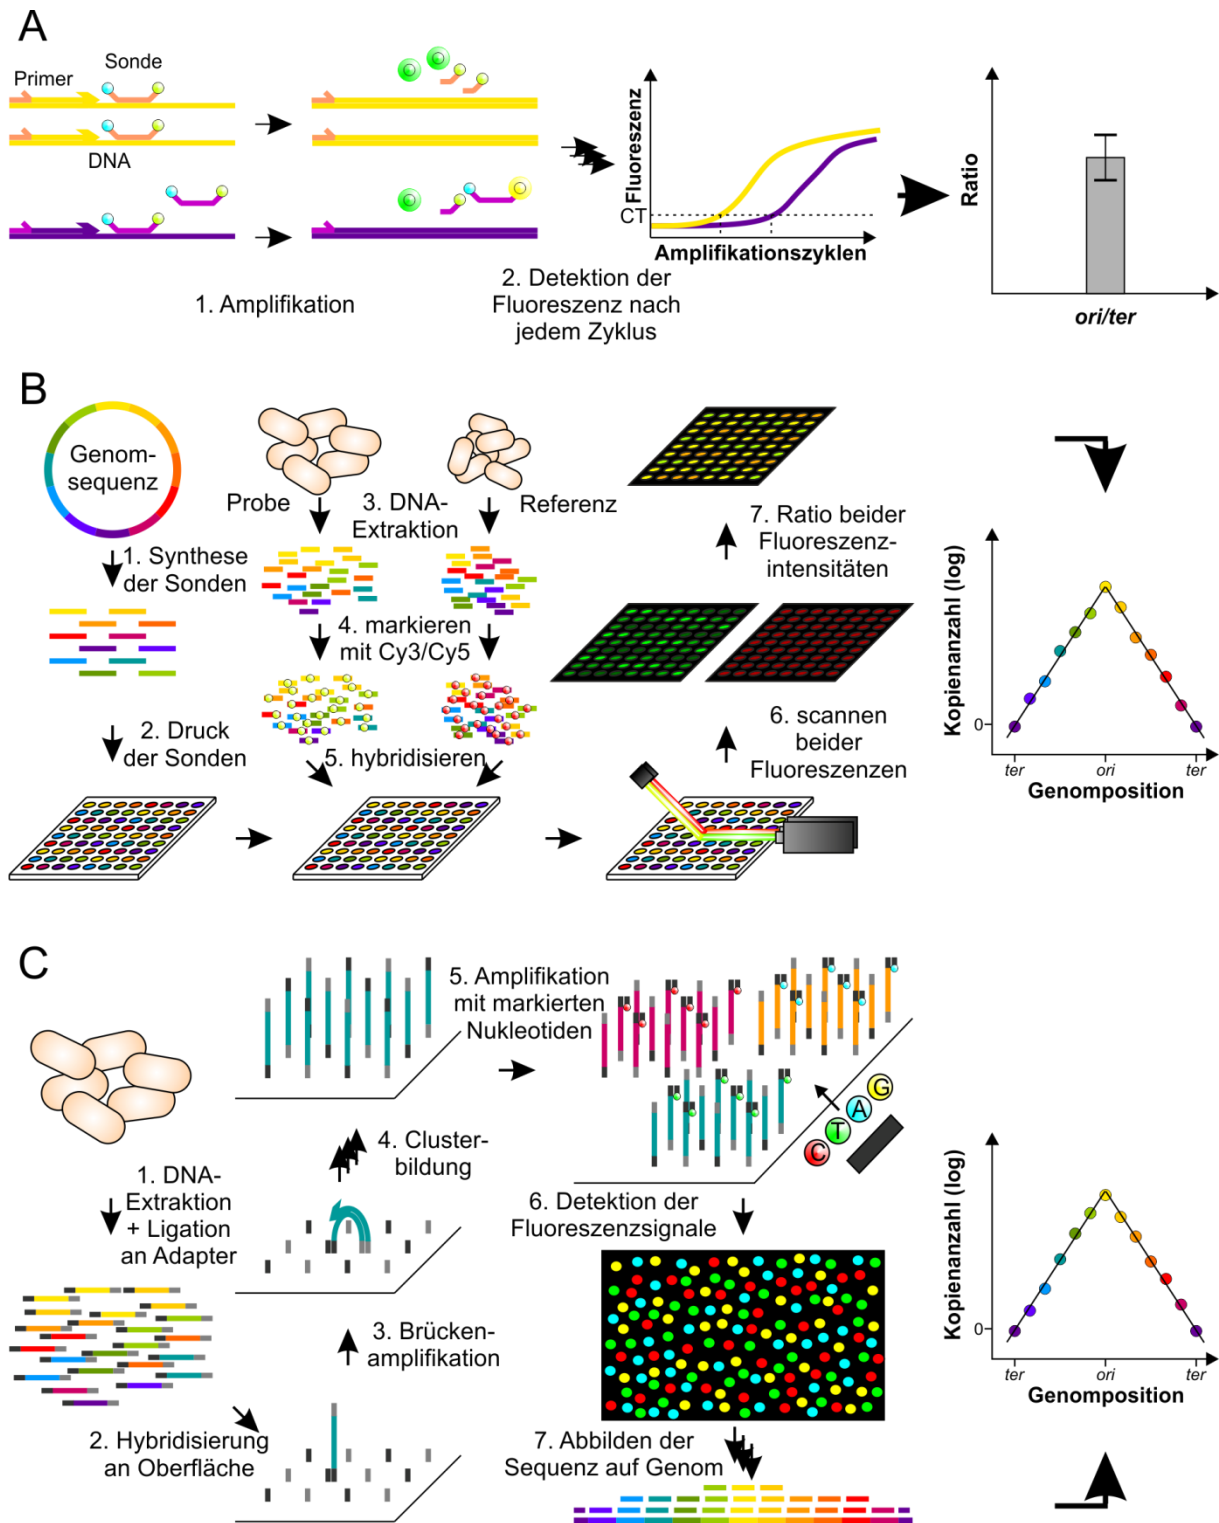 A
Sonde
Primer
DNA
Fluoreszenz
CT
Amplifikationszyklen
Ratio
ori/ter
1. Amplifikation
2. Detektion der
Fluoreszenz nach
jedem Zyklus
B
Genom-
sequenz
Probe
3. DNA-
Extraktion
Referenz
1. Synthese
der Sonden
4. markieren
mit Cy3/Cy5
2. Druck
der Sonden
5. hybridisieren
6. scannen
beider
Fluoreszenzen
7. Ratio beider
Fluoreszenz-
intensitäten
Kopienanzahl (log)
0
ter
ori
ter
Genomposition
C
1. DNA-
Extraktion
+ Ligation
an Adapter
2. Hybridisierung
an Oberfläche
3. Brücken-
amplifikation
4. Cluster-
bildung
5. Amplifikation
mit markierten
Nukleotiden
G
A
T
C
6. Detektion der
Fluoreszenzsignale
7. Abbilden der
Sequenz auf Genom
Kopienanzahl (log)
0
ter
ori
ter
Genomposition